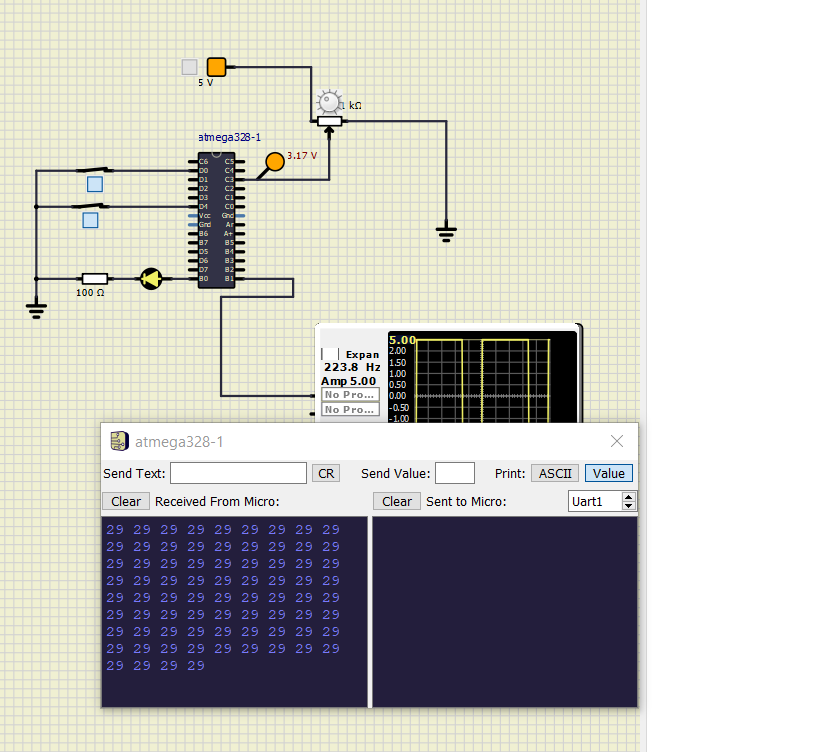 5 V
1 kΩ
atmega328-1
3.17 V
C6 C5
D0 C4
D1 C3
D2 C2
D3 C1
D4 C0
Vcc Gnd
Gnd Ar
B6 A+
B7 B5
D5 B4
D6 B3
D7 B2
B0 B1
100 Ω
5.00
Expan 2.00
223.8 Hz 1.50
1.00
Amp 5.00 0.50
No Pro... 0.00
No Pro... -0.50
-1.00
atmega328-1
Send Text: CR Send Value: Print: ASCII Value
Clear Received From Micro: Clear Sent to Micro: Uart1
29 29 29 29 29 29 29 29 29
29 29 29 29 29 29 29 29 29
29 29 29 29 29 29 29 29 29
29 29 29 29 29 29 29 29 29
29 29 29 29 29 29 29 29 29
29 29 29 29 29 29 29 29 29
29 29 29 29 29 29 29 29 29
29 29 29 29 29 29 29 29 29
29 29 29 29